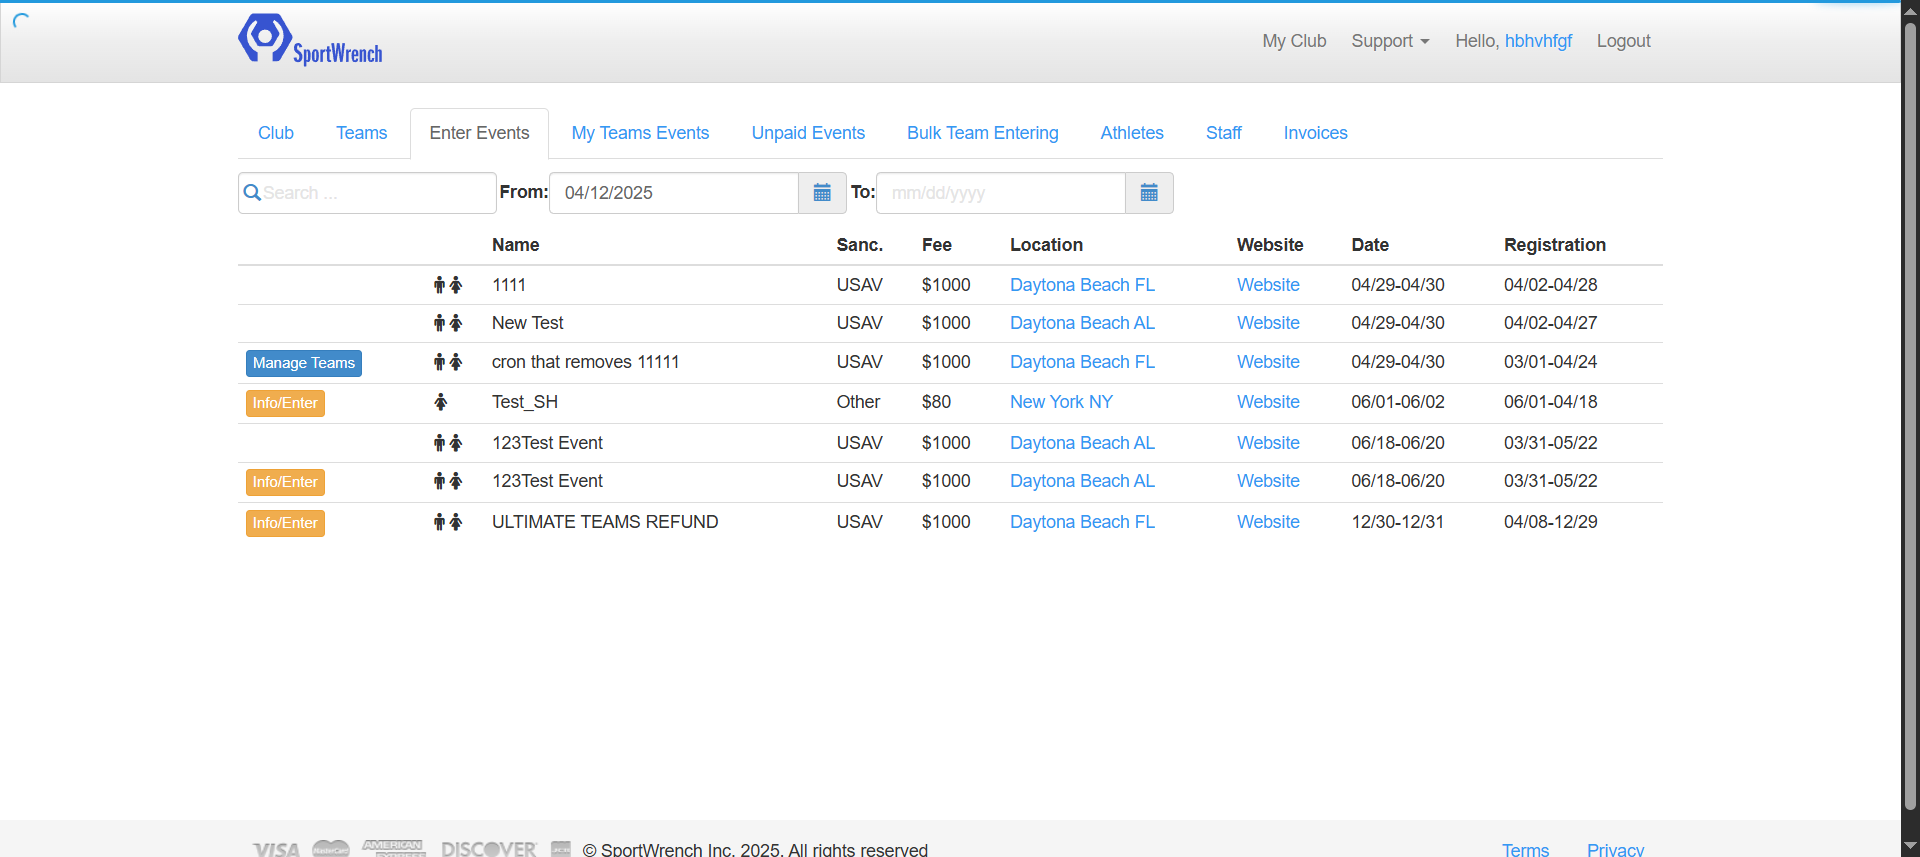 SportWrench
My Club Support Hello, hbhvhfgf Logout
Club Teams Enter Events My Teams Events Unpaid Events Bulk Team Entering Athletes Staff Invoices
Search ... From: 04/12/2025 To: mm/dd/yyyy
Name Sanc. Fee Location Website Date Registration
1111 USAV $1000 Daytona Beach FL Website 04/29-04/30 04/02-04/28
New Test USAV $1000 Daytona Beach AL Website 04/29-04/30 04/02-04/27
Manage Teams cron that removes 11111 USAV $1000 Daytona Beach FL Website 04/29-04/30 03/01-04/24
Info/Enter Test_SH Other $80 New York NY Website 06/01-06/02 06/01-04/18
123Test Event USAV $1000 Daytona Beach AL Website 06/18-06/20 03/31-05/22
Info/Enter 123Test Event USAV $1000 Daytona Beach AL Website 06/18-06/20 03/31-05/22
Info/Enter ULTIMATE TEAMS REFUND USAV $1000 Daytona Beach FL Website 12/30-12/31 04/08-12/29
VISA MasterCard AMERICAN EXPRESS DISCOVER JCB © SportWrench Inc. 2025. All rights reserved Terms Privacy